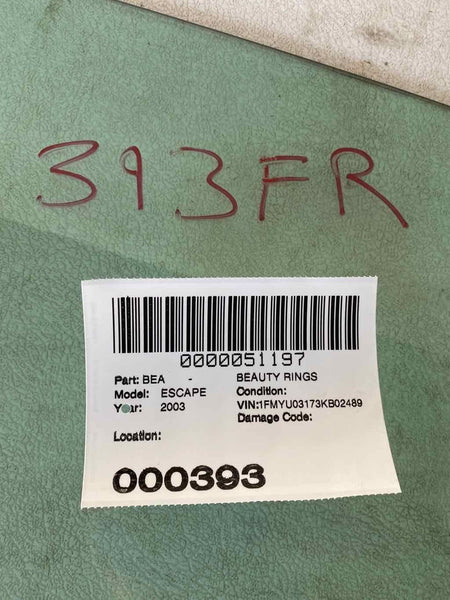 393FR
0000051197
Part: BEA - BEAUTY RINGS
Model: ESCAPE Condition:
Year: 2003 VIN:1FMYU03173KB02489
Damage Code:
Location:
000393